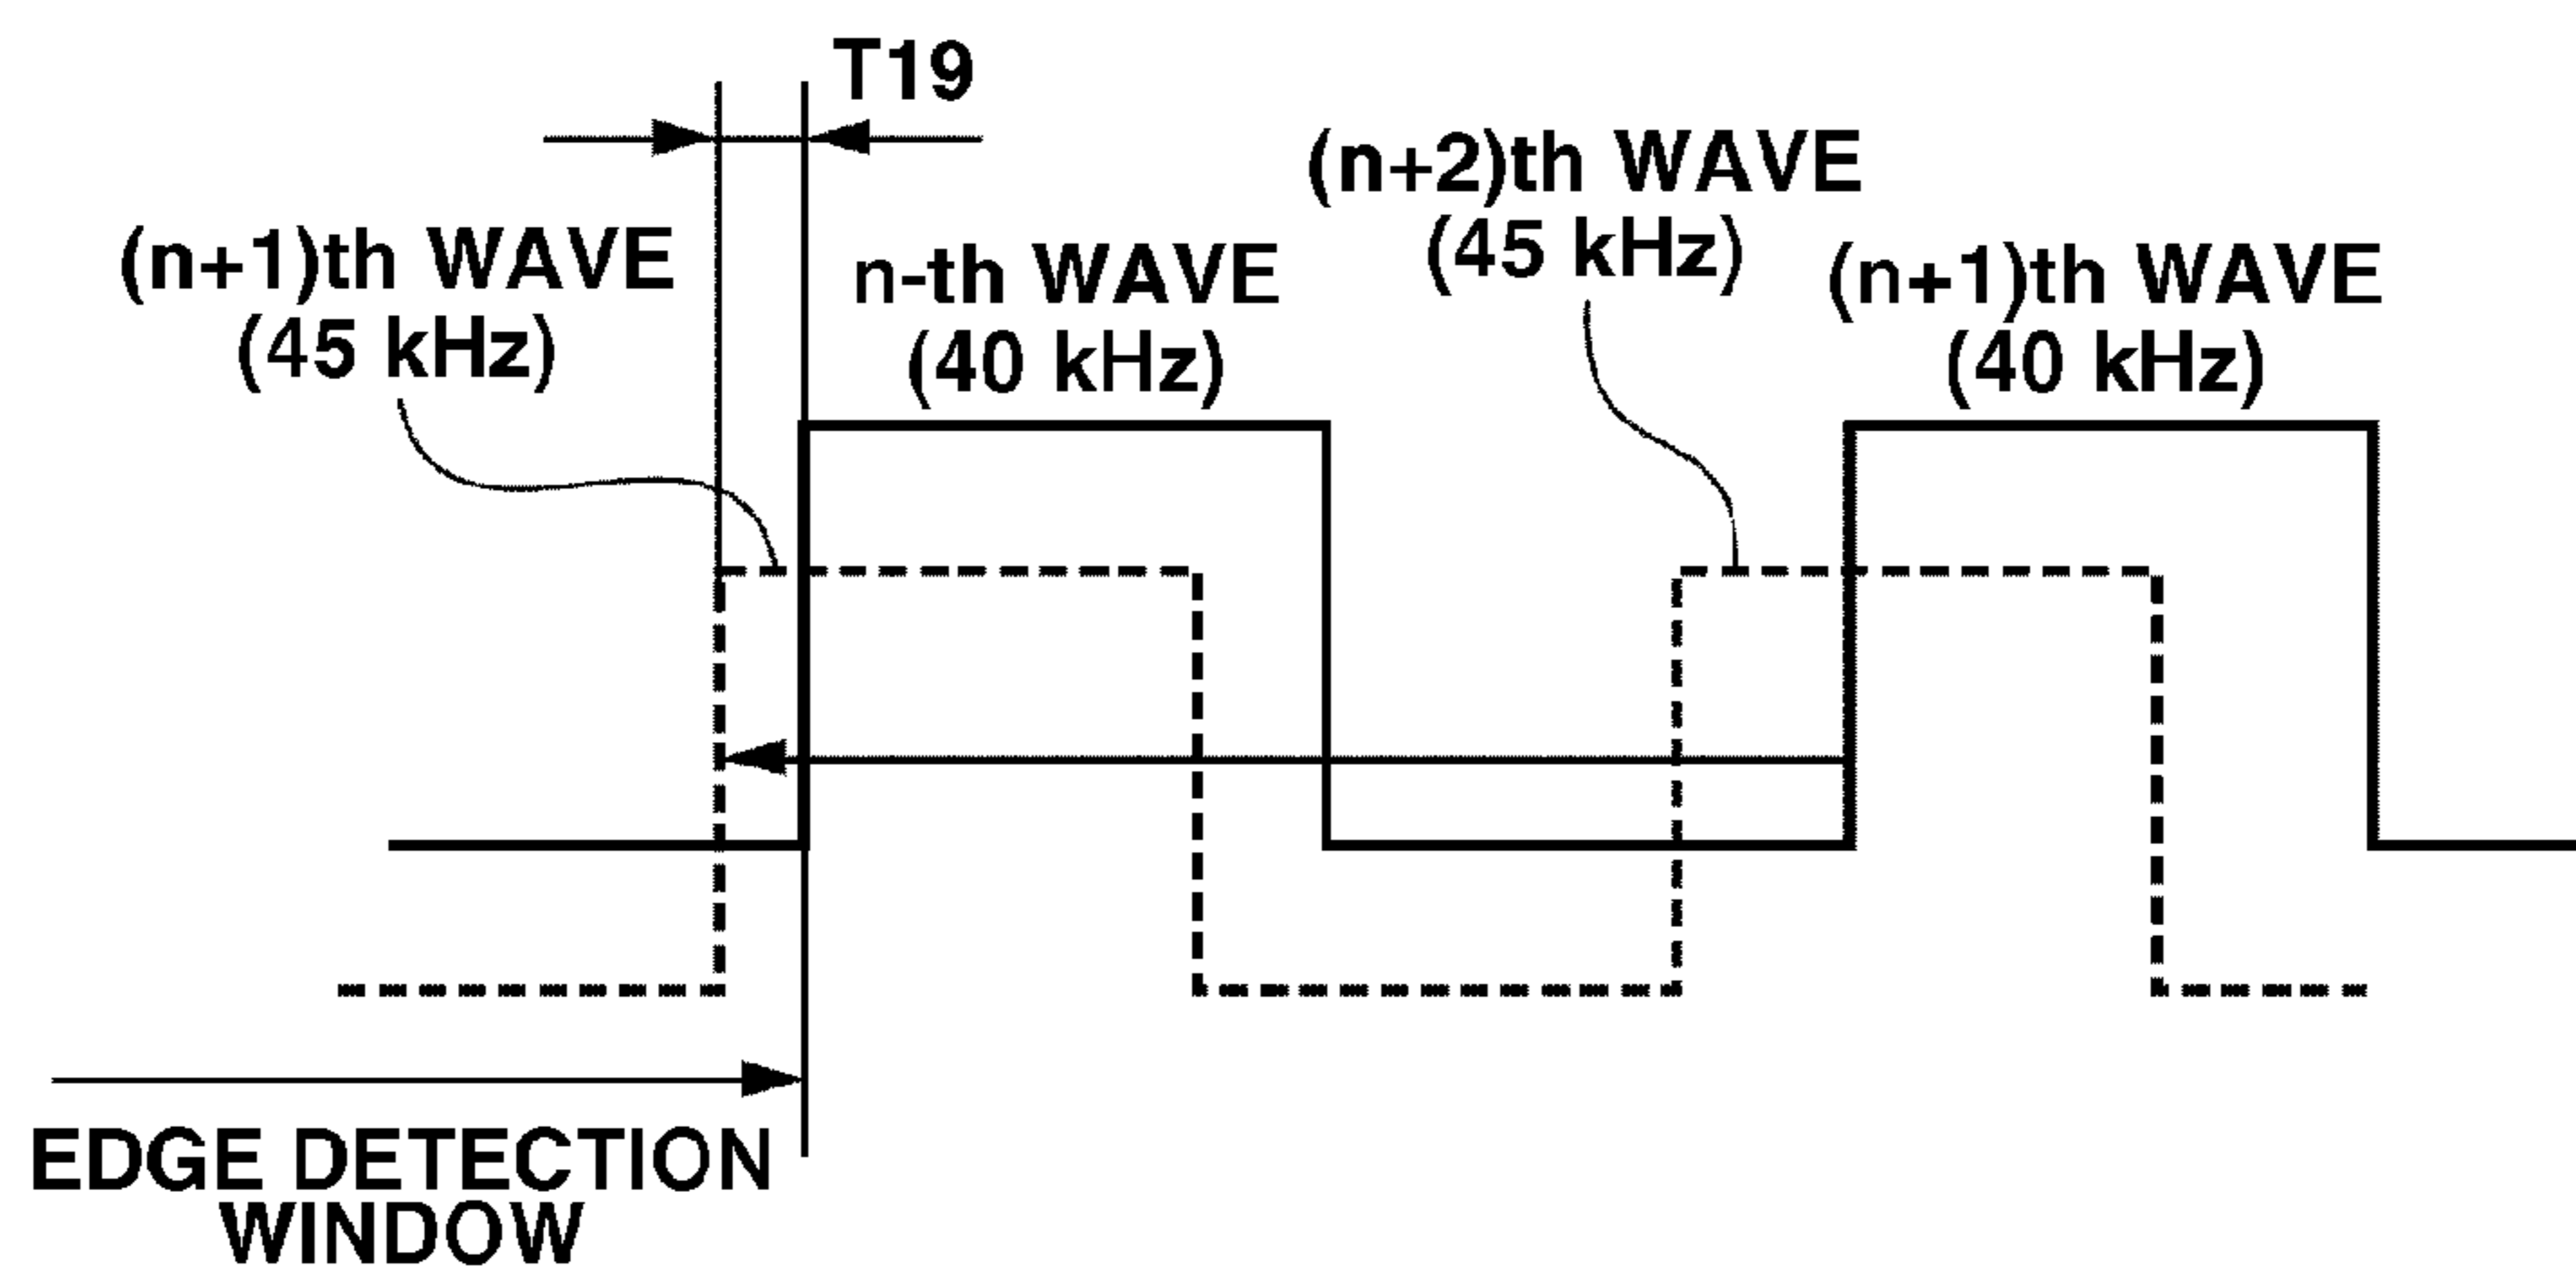 T19
(n+1)th WAVE
(45 kHz)
n-th WAVE
(40 kHz)
(n+2)th WAVE
(45 kHz)
(n+1)th WAVE
(40 kHz)
EDGE DETECTION
WINDOW